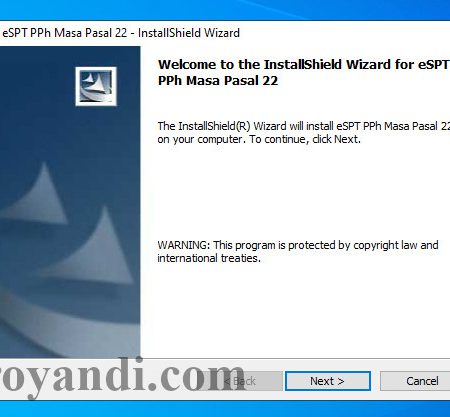 eSPT PPh Masa Pasal 22 - InstallShield Wizard
Welcome to the InstallShield Wizard for eSPT
PPh Masa Pasal 22
The InstallShield(R) Wizard will install eSPT PPh Masa Pasal 22
on your computer. To continue, click Next.
WARNING: This program is protected by copyright law and
international treaties.
royandi.com
< Back
Next >
Cancel